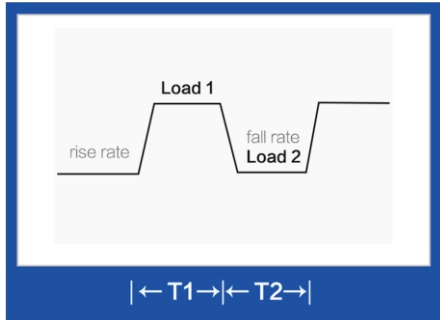 Load 1
rise rate
fall rate
Load 2
|←T1→|←T2→|